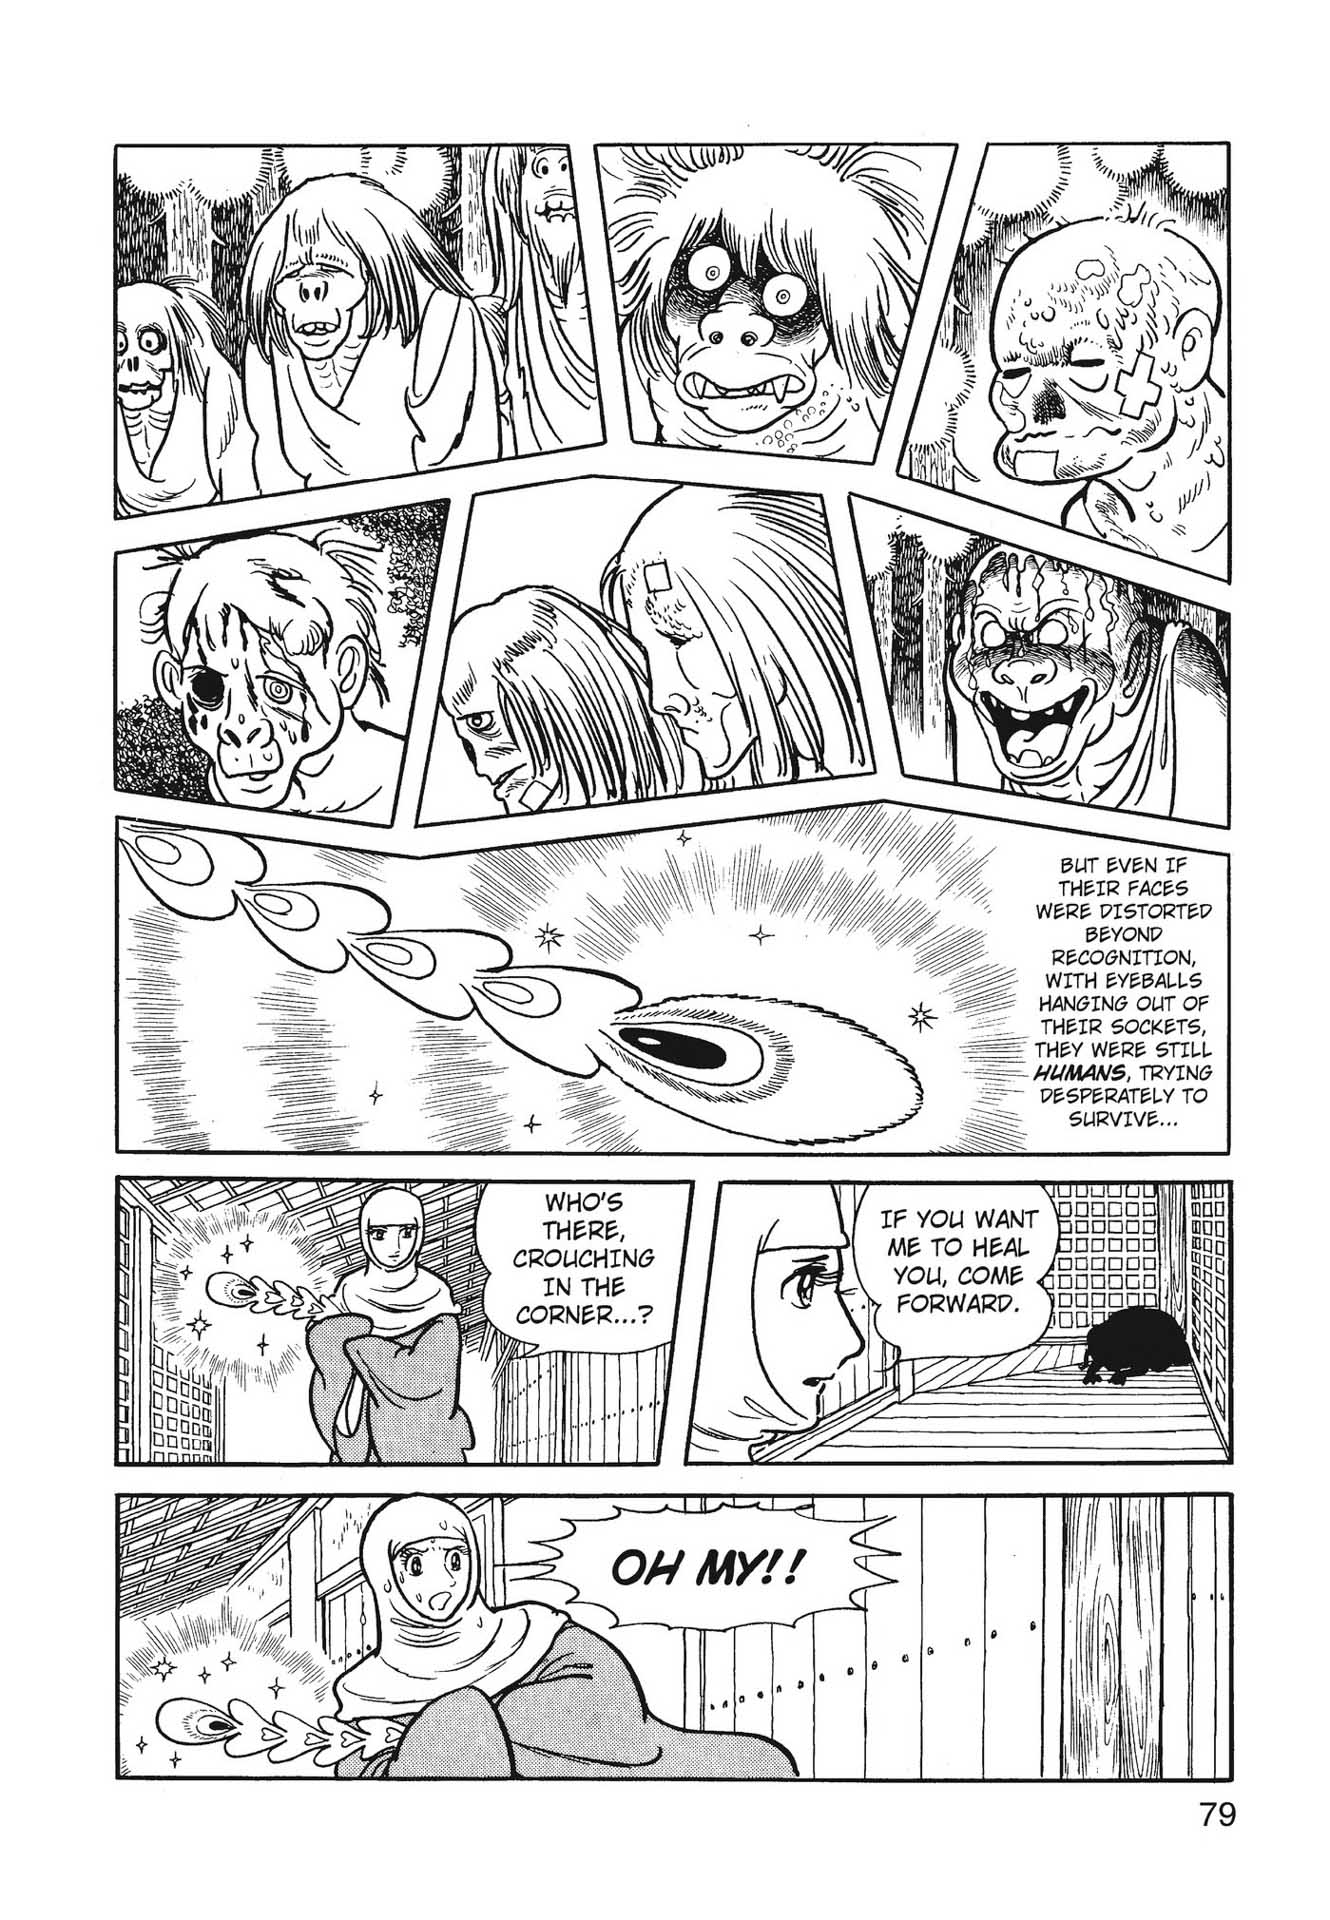 BUT EVEN IF
THEIR FACES
WERE DISTORTED
BEYOND
RECOGNITION,
WITH EYEBALLS
HANGING OUT OF
THEIR SOCKETS,
THEY WERE STILL
HUMANS, TRYING
DESPERATELY TO
SURVIVE...
WHO'S
THERE,
CROUCHING
IN THE
CORNER...?
IF YOU WANT
ME TO HEAL
YOU, COME
FORWARD.
OH MY!!
79